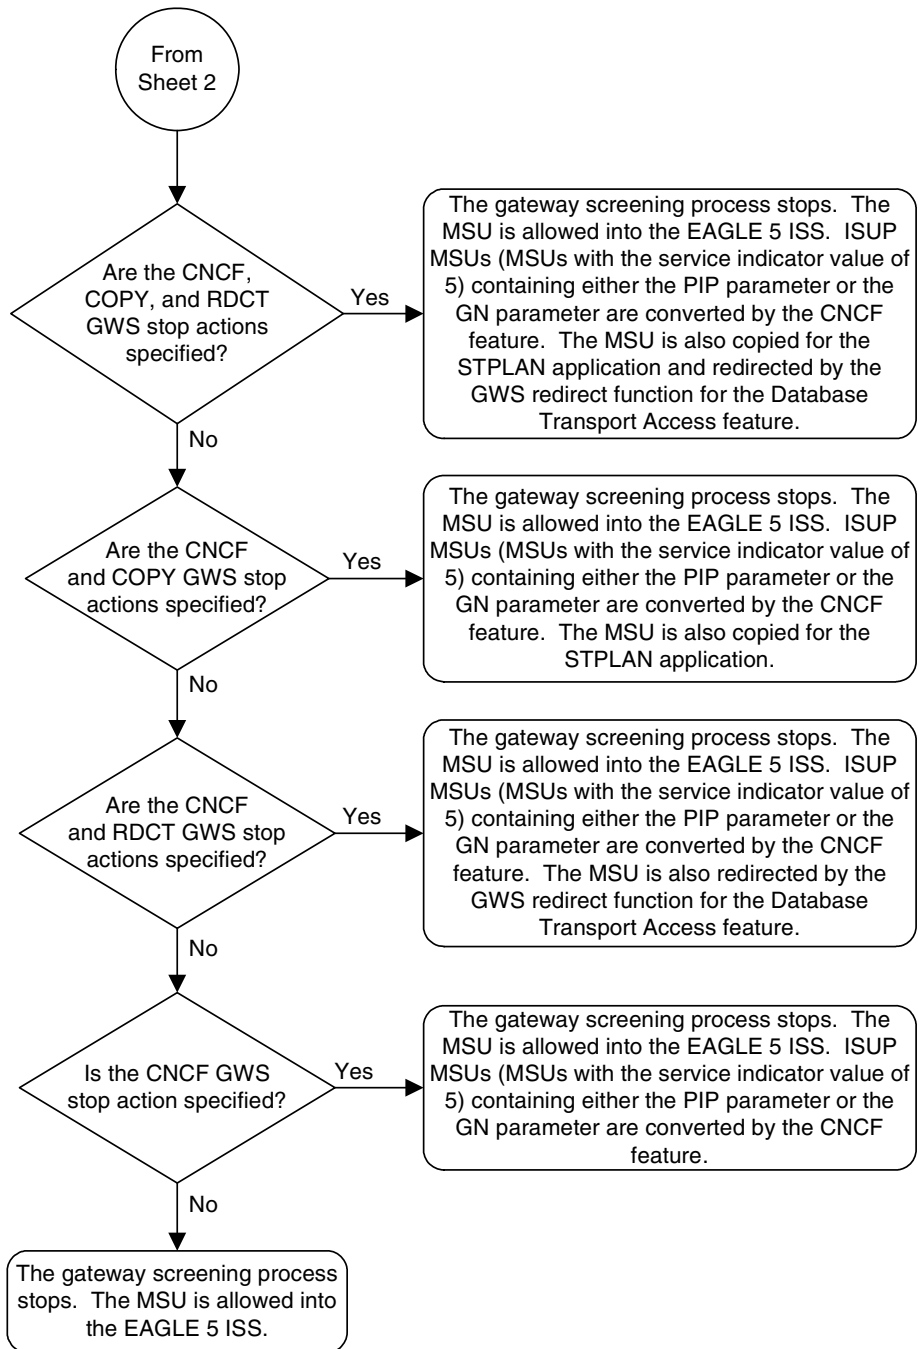 From
Sheet 2
Are the CNCF,
COPY, and RDCT
GWS stop actions
specified?
Yes
The gateway screening process stops.  The
MSU is allowed into the EAGLE 5 ISS.  ISUP
MSUs (MSUs with the service indicator value of
5) containing either the PIP parameter or the
GN parameter are converted by the CNCF
feature.  The MSU is also copied for the
STPLAN application and redirected by the
GWS redirect function for the Database
Transport Access feature.
No
Are the CNCF
and COPY GWS stop
actions specified?
Yes
The gateway screening process stops.  The
MSU is allowed into the EAGLE 5 ISS.  ISUP
MSUs (MSUs with the service indicator value of
5) containing either the PIP parameter or the
GN parameter are converted by the CNCF
feature.  The MSU is also copied for the
STPLAN application.
No
Are the CNCF
and RDCT GWS stop
actions specified?
Yes
The gateway screening process stops.  The
MSU is allowed into the EAGLE 5 ISS.  ISUP
MSUs (MSUs with the service indicator value of
5) containing either the PIP parameter or the
GN parameter are converted by the CNCF
feature.  The MSU is also redirected by the
GWS redirect function for the Database
Transport Access feature.
No
Is the CNCF GWS
stop action specified?
Yes
The gateway screening process stops.  The
MSU is allowed into the EAGLE 5 ISS.  ISUP
MSUs (MSUs with the service indicator value of
5) containing either the PIP parameter or the
GN parameter are converted by the CNCF
feature.
No
The gateway screening process
stops.  The MSU is allowed into
the EAGLE 5 ISS.